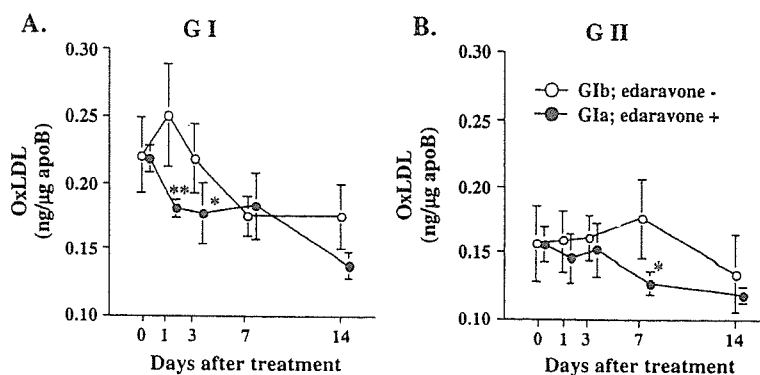 A.
G I
0.30
0.25
0.20
0.15
0.10
OxLDL
(ng/μg apoB)
**
*
0 1 3 7 14
Days after treatment
B.
G II
GIb; edaravone -
GIa; edaravone +
0.30
0.25
0.20
0.15
0.10
OxLDL
(ng/μg apoB)
*
0 1 3 7 14
Days after treatment